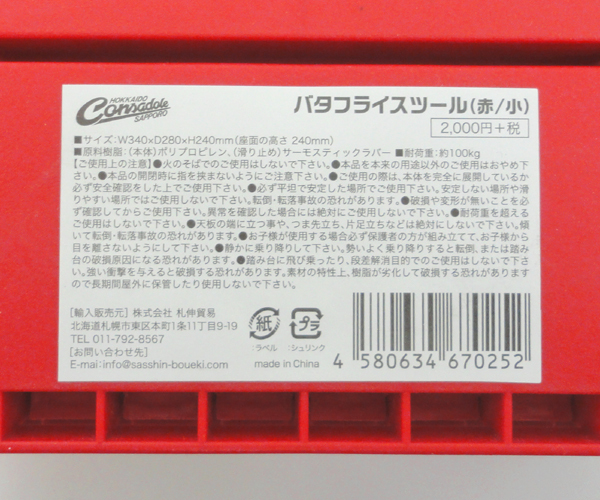 HOKKAIDO
Consadole
SAPPORO
バタフライスツール(赤/小)
2,000円+税
■サイズ：W340×D280×H240mm(座面の高さ 240mm)
■原料樹脂：(本体)ポリプロピレン、(滑り止め)サーモスティックラバー ■耐荷重：約100kg
【ご使用上の注意】●火のそばでのご使用はしないで下さい。●本品を本来の用途以外のご使用はおやめ下
さい。●本品の開閉時に指を挟まないようにご注意下さい。●ご使用の際は、本体を完全に展開しているか
必ず安全確認をした上でご使用下さい。●必ず平坦で安定した場所でご使用下さい。安定しない場所や滑
りやすい場所ではご使用しないで下さい。転倒・転落事故の恐れがあります。●破損や変形が無いことを必
ず確認してからご使用下さい。異常を確認した場合には絶対にご使用しないで下さい。●耐荷重を超える
ご使用はしないで下さい。●天板の端に立つ事や、つま先立ち、片足立ちなどは絶対にしないで下さい。傾
いて転倒・転落事故の恐れがあります。●お子様が使用する場合必ず保護者の方が組み立てて、お子様から
目を離さないようにして下さい。●静かに乗り降りして下さい。勢いよく乗り降りすると転倒、または踏み
台の破損原因になる恐れがあります。●踏み台から飛び乗ったり、段差解消目的でのご使用はしないで下さ
い。強い衝撃を与えると破損する恐れがあります。素材の特性上、樹脂が劣化して破損する恐れがあります
ので長期間屋外に保管したり使用しないで下さい。
[輸入販売元] 株式会社 札伸貿易
北海道札幌市東区本町1条11丁目9-19
TEL 011-792-8567
[お問い合わせ先]
E-mai：info@sasshin-boueki.com
紙
：ラベル
プラ
：シュリンク
made in China
4 580634 670252